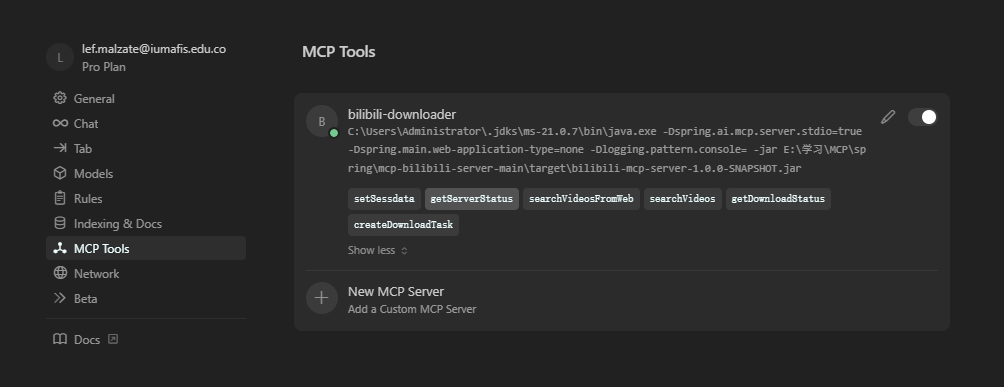 L
lef.malzate@iumafis.edu.co
Pro Plan
General
Chat
Tab
Models
Rules
Indexing & Docs
MCP Tools
Network
Beta
Docs
MCP Tools
B
bilibili-downloader
C:\Users\Administrator\.jdks\ms-21.0.7\bin\java.exe -Dspring.ai.mcp.server.stdio=true
-Dspring.main.web-application-type=none -Dlogging.pattern.console= -jar E:\学习\MCP\sp
ring\mcp-bilibili-server-main\target\bilibili-mcp-server-1.0.0-SNAPSHOT.jar
setSessdata getServerStatus searchVideosFromWeb searchVideos getDownloadStatus
createDownloadTask
Show less
New MCP Server
Add a Custom MCP Server